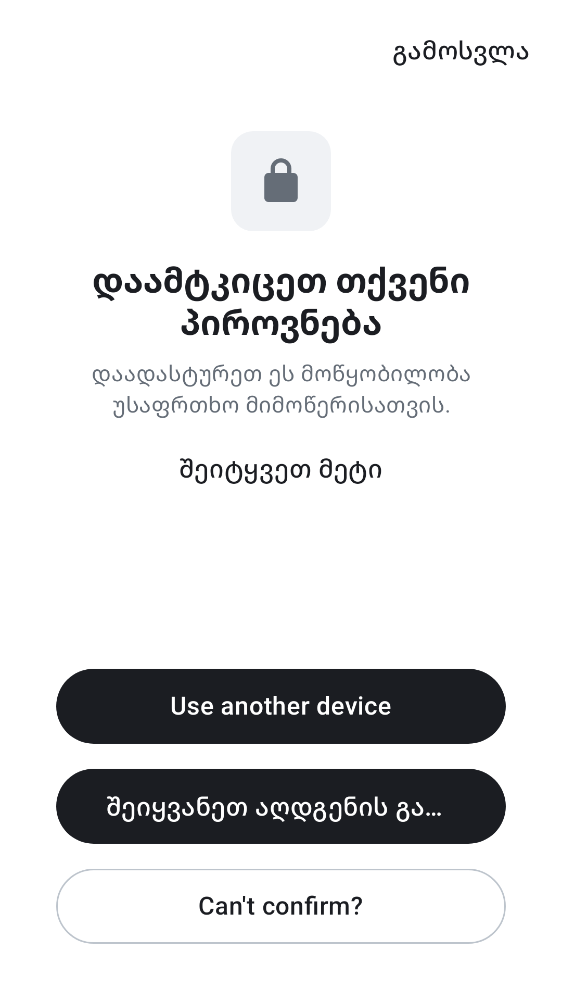 გამოსვლა
დაამტკიცეთ თქვენი
პიროვნება
დაადასტურეთ ეს მოწყობილობა
უსაფრთხო მიმოწერისათვის.
შეიტყვეთ მეტი
Use another device
შეიყვანეთ აღდგენის გა…
Can't confirm?